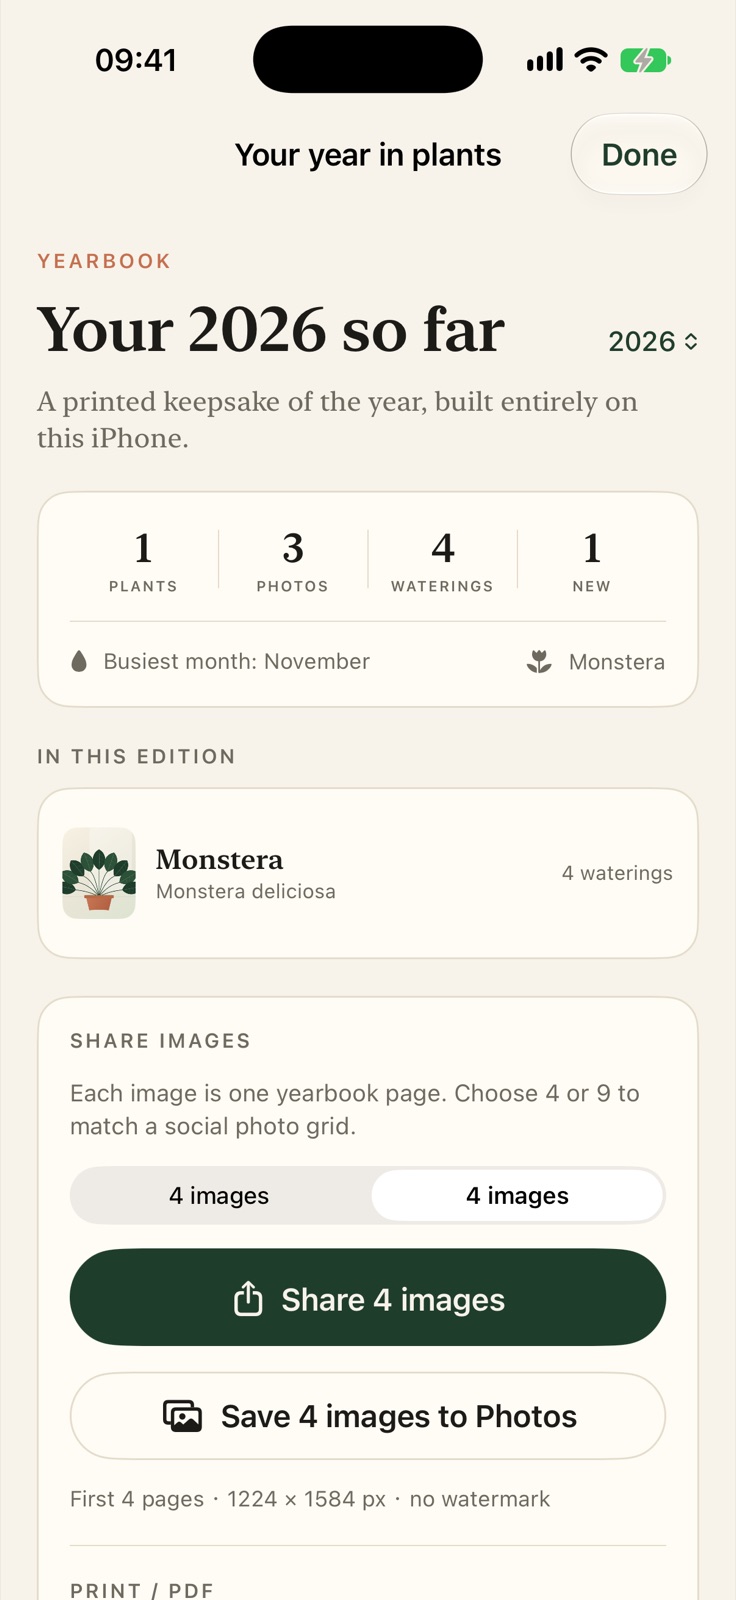 09:41
Your year in plants
Done
YEARBOOK
Your 2026 so far
2026
A printed keepsake of the year, built entirely on
this iPhone.
1
PLANTS
3
PHOTOS
4
WATERINGS
1
NEW
Busiest month: November
Monstera
IN THIS EDITION
Monstera
Monstera deliciosa
4 waterings
SHARE IMAGES
Each image is one yearbook page. Choose 4 or 9 to
match a social photo grid.
4 images
4 images
Share 4 images
Save 4 images to Photos
First 4 pages · 1224 × 1584 px · no watermark
PRINT / PDF